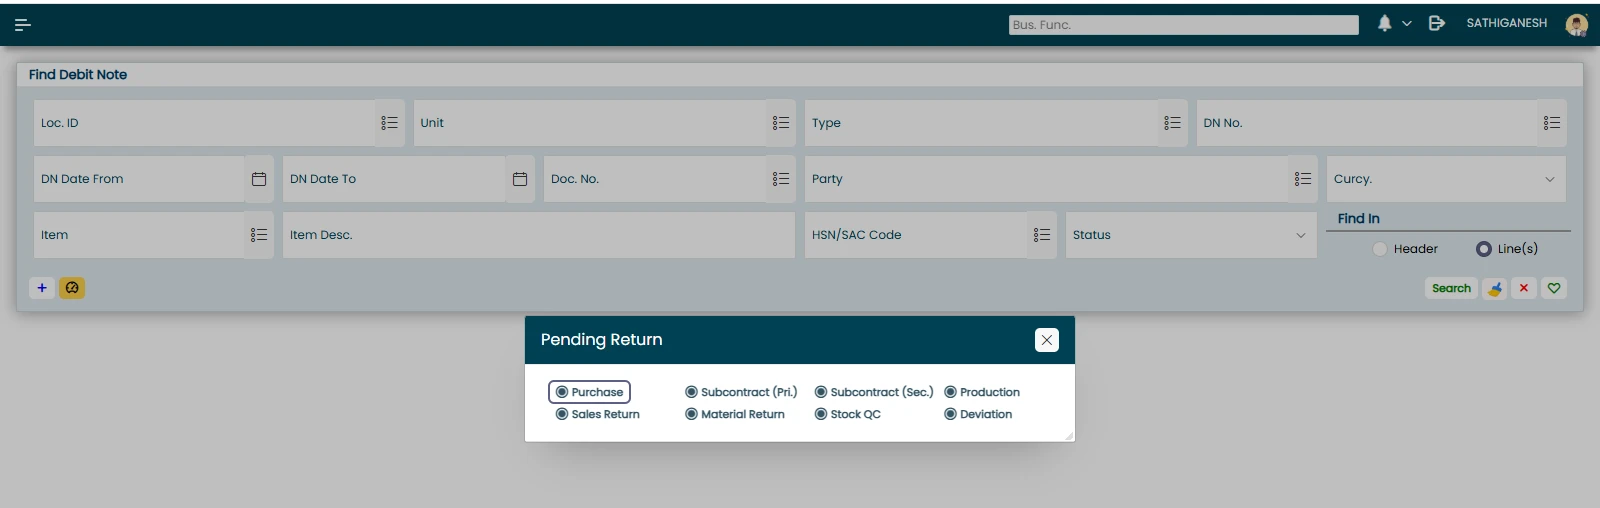 Bus. Func. SATHIGANESH
Find Debit Note
Loc. ID Unit Type DN No.
DN Date From DN Date To Doc. No. Party Curcy.
Item Item Desc. HSN/SAC Code Status Find In
Header Line(s)
+ Search
Pending Return
Purchase Subcontract (Pri.) Subcontract (Sec.) Production
Sales Return Material Return Stock QC Deviation